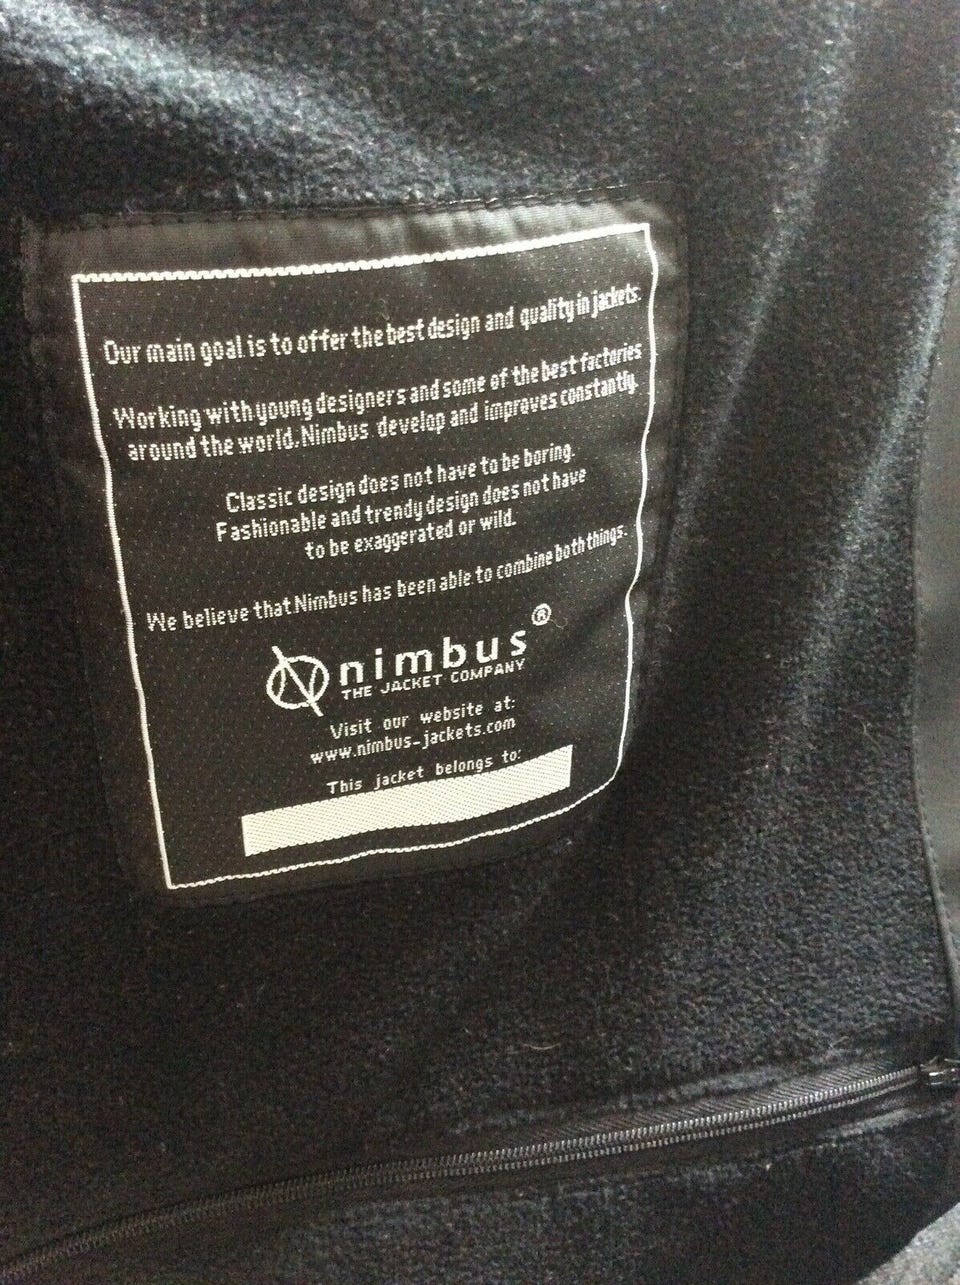 Our main goal is to offer the best design and quality in jackets.
Working with young designers and some of the best factories
around the world. Nimbus develop and improves constantly.
Classic design does not have to be boring.
Fashionable and trendy design does not have
to be exaggerated or wild.
We believe that Nimbus has been able to combine both things.
nimbus®
THE JACKET COMPANY
Visit our website at:
www.nimbus-jackets.com
This jacket belongs to: